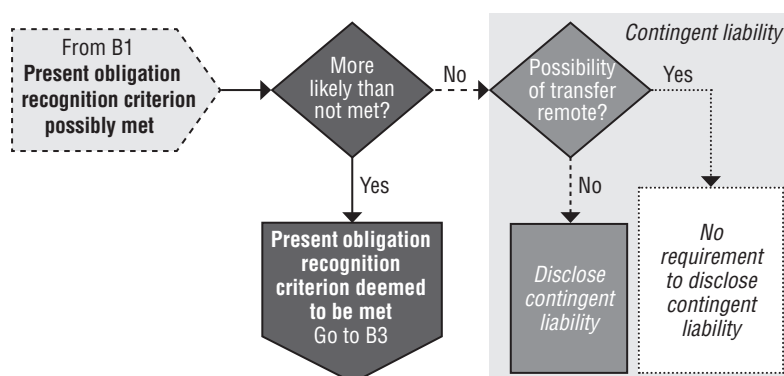 Contingent liability
From B1
Present obligation
recognition criterion
possibly met
More
likely than
not met?
No
Possibility
of transfer
remote?
Yes
Yes
No
Present obligation
recognition
criterion deemed
to be met
Go to B3
Disclose
contingent
liability
No
requirement
to disclose
contingent
liability